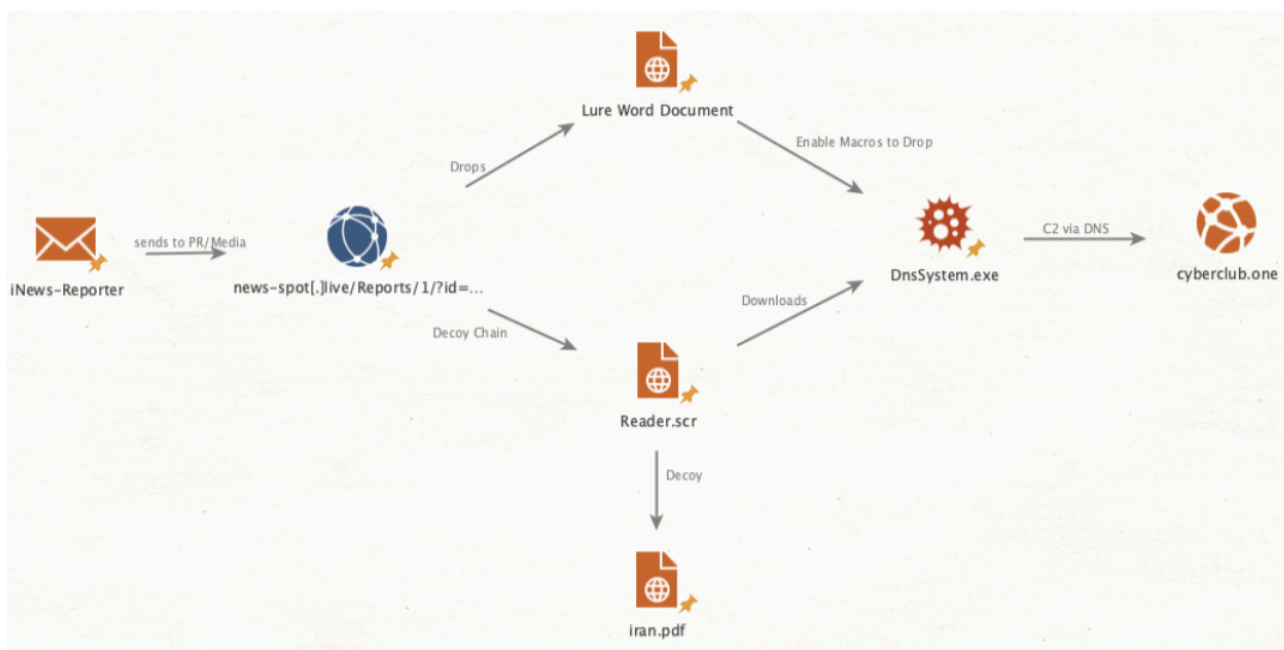 Lure Word Document
Enable Macros to Drop
Drops
sends to PR/Media
C2 via DNS
iNews-Reporter
news-spot[.]live/Reports/1/?id=...
DnsSystem.exe
cyberclub.one
Downloads
Decoy Chain
Reader.scr
Decoy
iran.pdf